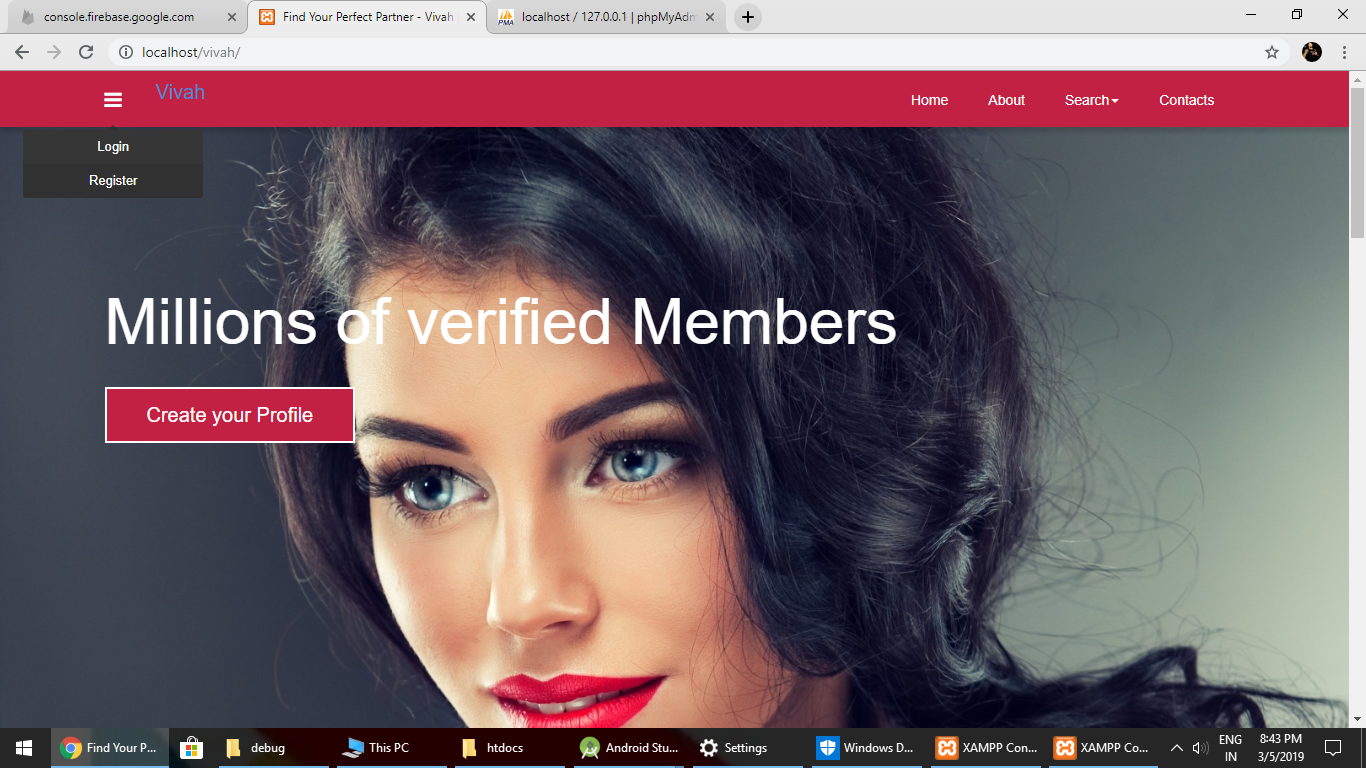 console.firebase.google.com
Find Your Perfect Partner - Vivah
localhost / 127.0.0.1 | phpMyAdm
localhost/vivah/
Vivah
Home About Search Contacts
Login
Register
Millions of verified Members
Create your Profile
Find Your P...
debug
This PC
htdocs
Android Stu...
Settings
Windows D...
XAMPP Con...
XAMPP Co...
ENG
IN
8:43 PM
3/5/2019
PMA